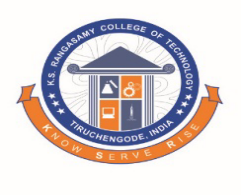 K.S. RANGASAMY COLLEGE OF TECHNOLOGY
TIRUCHENGODE, INDIA
KNOW SERVE RISE